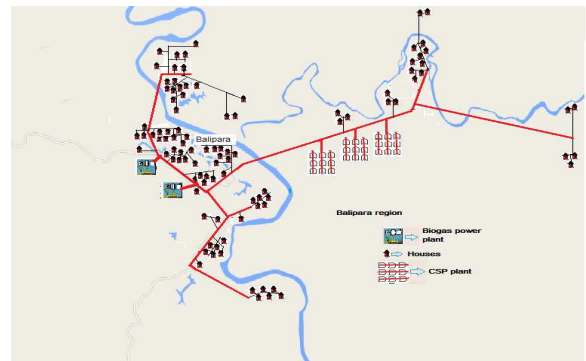 Balipara
Balipara region
Biogas power
plant
Houses
CSP plant